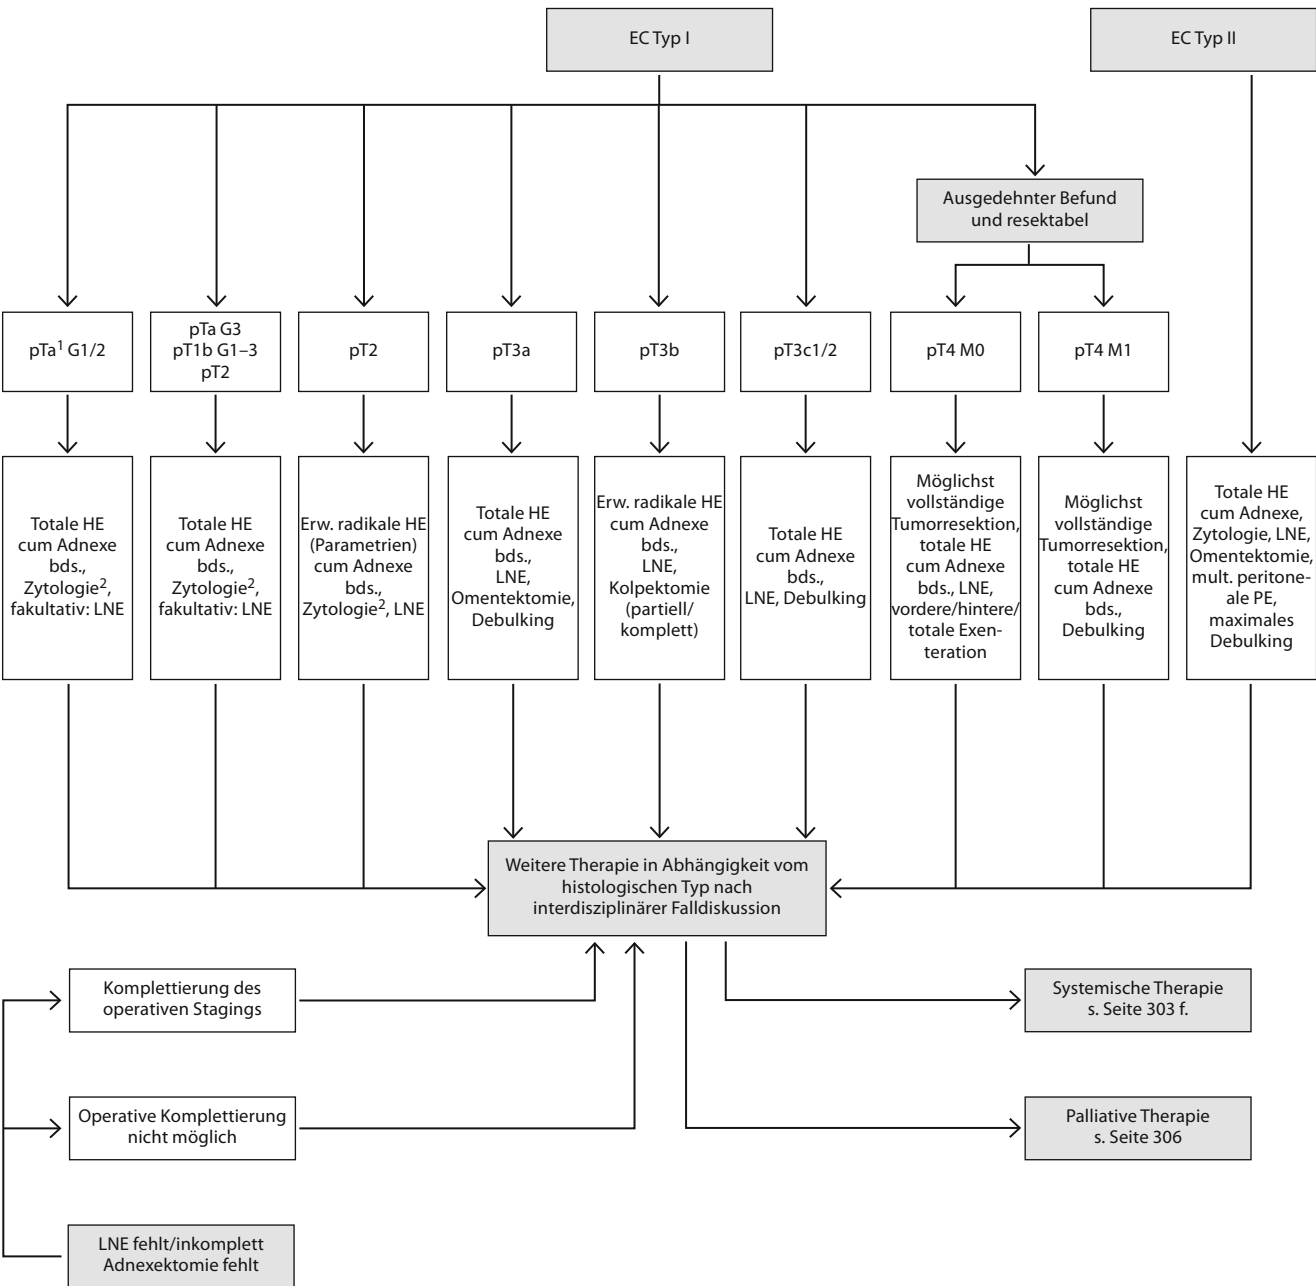 EC Typ I
EC Typ II
Ausgedehnter Befund
und resektabel
pTa¹ G1/2
pTa G3
pT1b G1–3
pT2
pT2
pT3a
pT3b
pT3c1/2
pT4 M0
pT4 M1
Totale HE
cum Adnexe
bds.,
Zytologie²,
fakultativ: LNE
Totale HE
cum Adnexe
bds.,
Zytologie²,
fakultativ: LNE
Erw. radikale HE
(Parametrien)
cum Adnexe
bds.,
Zytologie², LNE
Totale HE
cum Adnexe
bds.,
LNE,
Omentektomie,
Debulking
Erw. radikale HE
cum Adnexe
bds.,
LNE,
Kolpektomie
(partiell/
komplett)
Totale HE
cum Adnexe
bds.,
LNE, Debulking
Möglichst
vollständige
Tumorresektion,
totale HE
cum Adnexe
bds., LNE,
vordere/hintere/
totale Exen-
teration
Möglichst
vollständige
Tumorresektion,
totale HE
cum Adnexe
bds.,
Debulking
Totale HE
cum Adnexe,
Zytologie, LNE,
Omentektomie,
mult. peritone-
ale PE,
maximales
Debulking
Weitere Therapie in Abhängigkeit vom
histologischen Typ nach
interdisziplinärer Falldiskussion
Komplettierung des
operativen Stagings
Systemische Therapie
s. Seite 303 f.
Operative Komplettierung
nicht möglich
Palliative Therapie
s. Seite 306
LNE fehlt/inkomplett
Adnexektomie fehlt